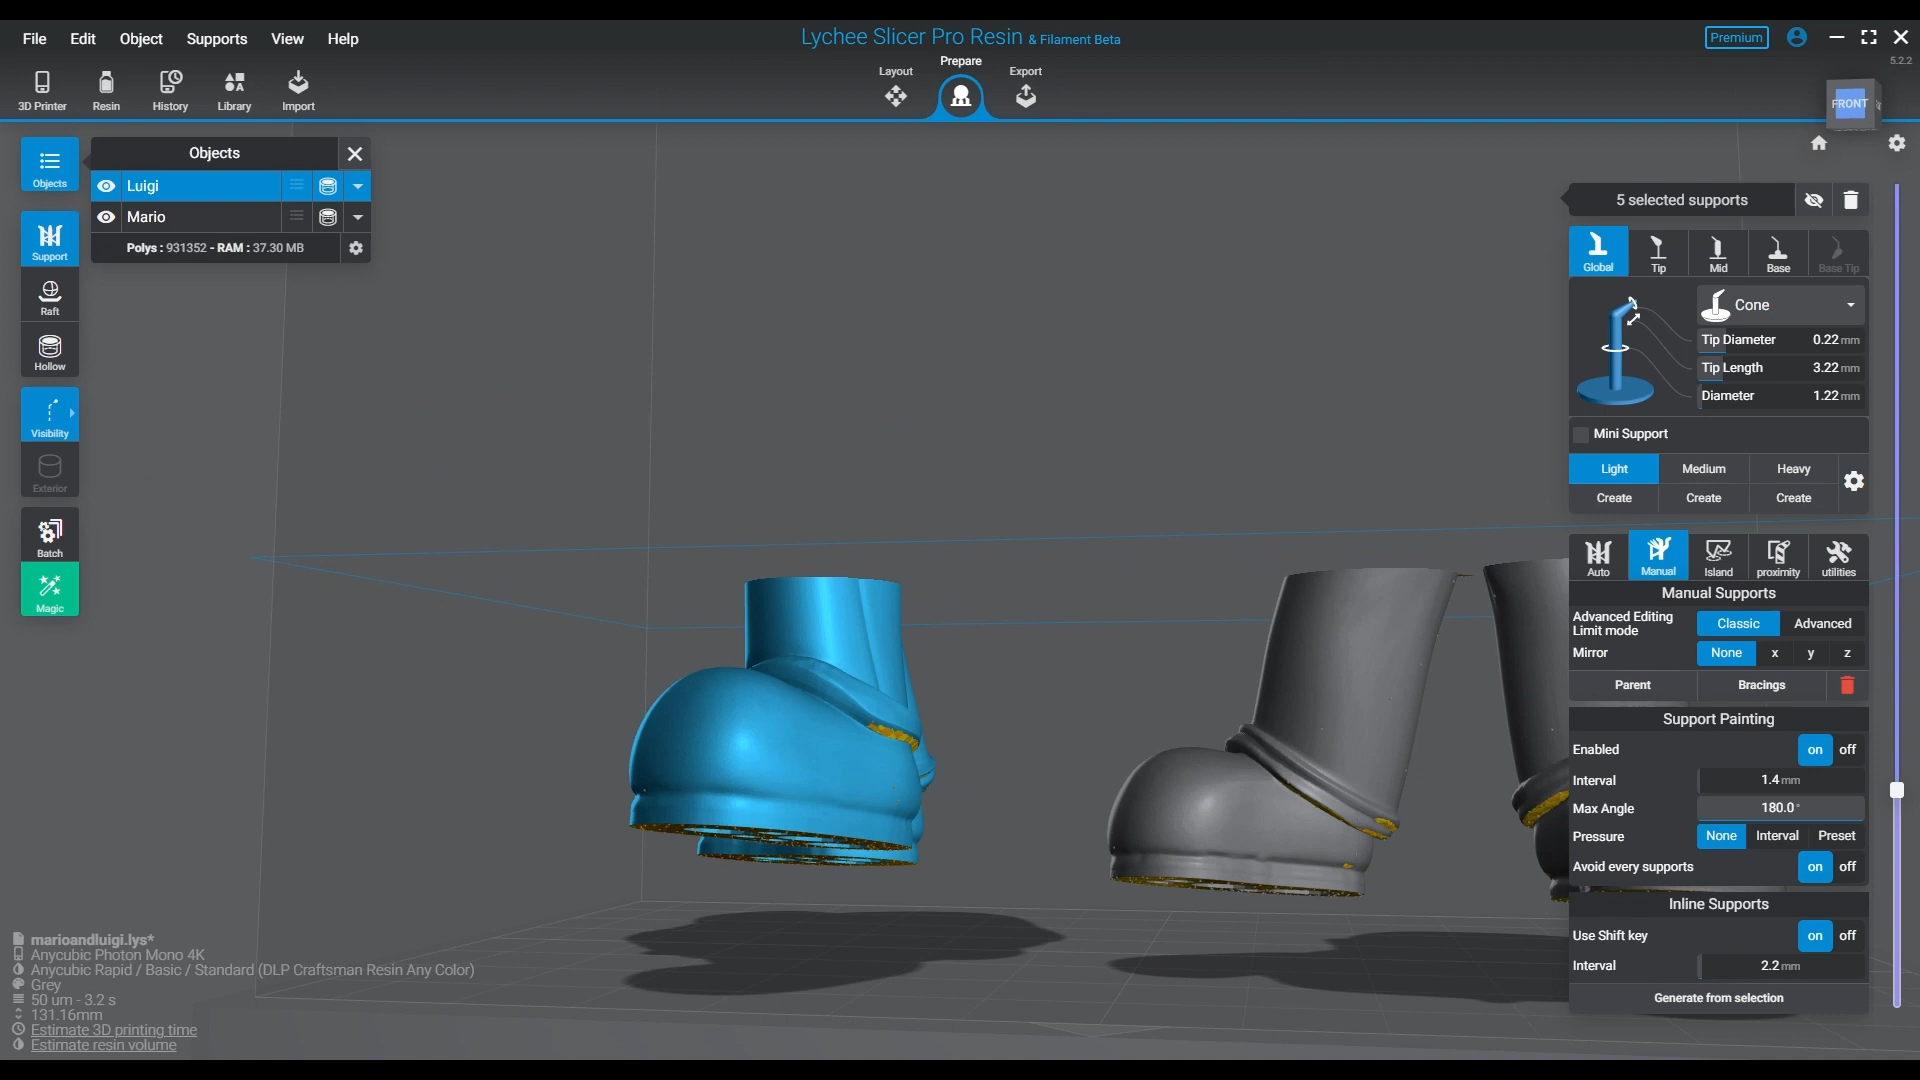 File Edit Object Supports View Help
Lychee Slicer Pro Resin & Filament Beta
Premium
5.2.2
3D Printer Resin History Library Import
Layout Prepare Export
FRONT
Objects
Objects
Luigi
Mario
Polys : 931352 - RAM : 37.30 MB
Support
Raft
Hollow
Visibility
Exterior
Batch
Magic
5 selected supports
Global Tip Mid Base Base Tip
Cone
Tip Diameter 0.22 mm
Tip Length 3.22 mm
Diameter 1.22 mm
Mini Support
Light Medium Heavy
Create Create Create
Auto Manual Island proximity utilities
Manual Supports
Advanced Editing
Limit mode
Classic Advanced
Mirror None x y z
Parent Bracings
Support Painting
Enabled on off
Interval 1.4 mm
Max Angle 180.0 °
Pressure None Interval Preset
Avoid every supports on off
Inline Supports
Use Shift key on off
Interval 2.2 mm
Generate from selection
marioandluigi.lys*
Anycubic Photon Mono 4K
Anycubic Rapid / Basic / Standard (DLP Craftsman Resin Any Color)
Grey
50 um - 3.2 s
131.16mm
Estimate 3D printing time
Estimate resin volume